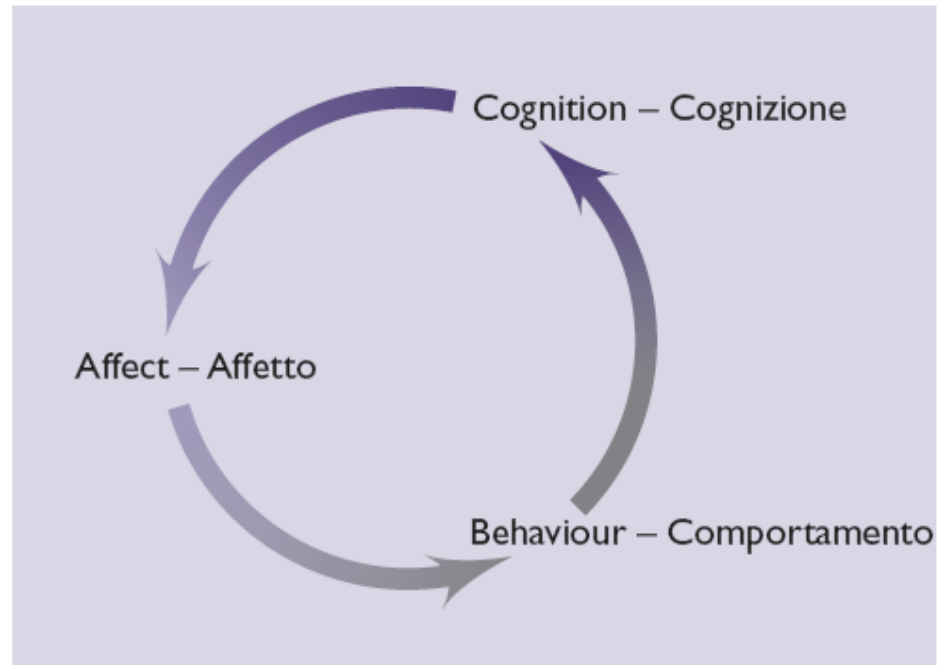 Cognition – Cognizione
Affect – Affetto
Behaviour – Comportamento